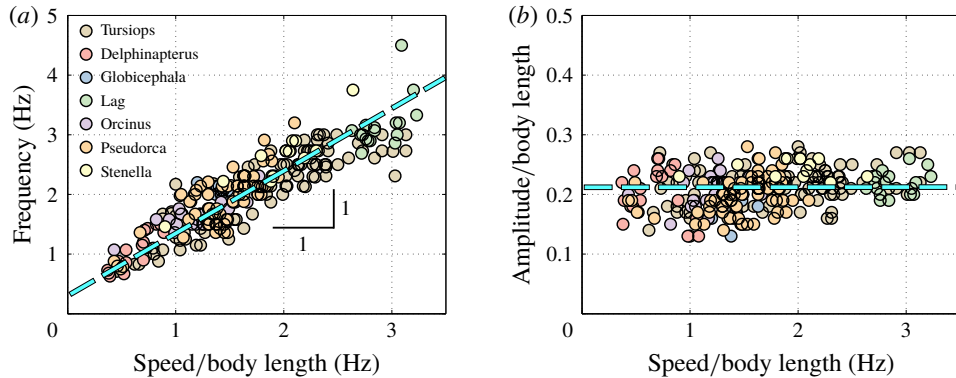 (a)
5
4
3
2
1
0
1
2
3
Frequency (Hz)
Speed/body length (Hz)
Tursiops
Delphinapterus
Globicephala
Lag
Orcinus
Pseudorca
Stenella
1
1
(b)
0.5
0.4
0.3
0.2
0.1
0
1
2
3
Amplitude/body length
Speed/body length (Hz)